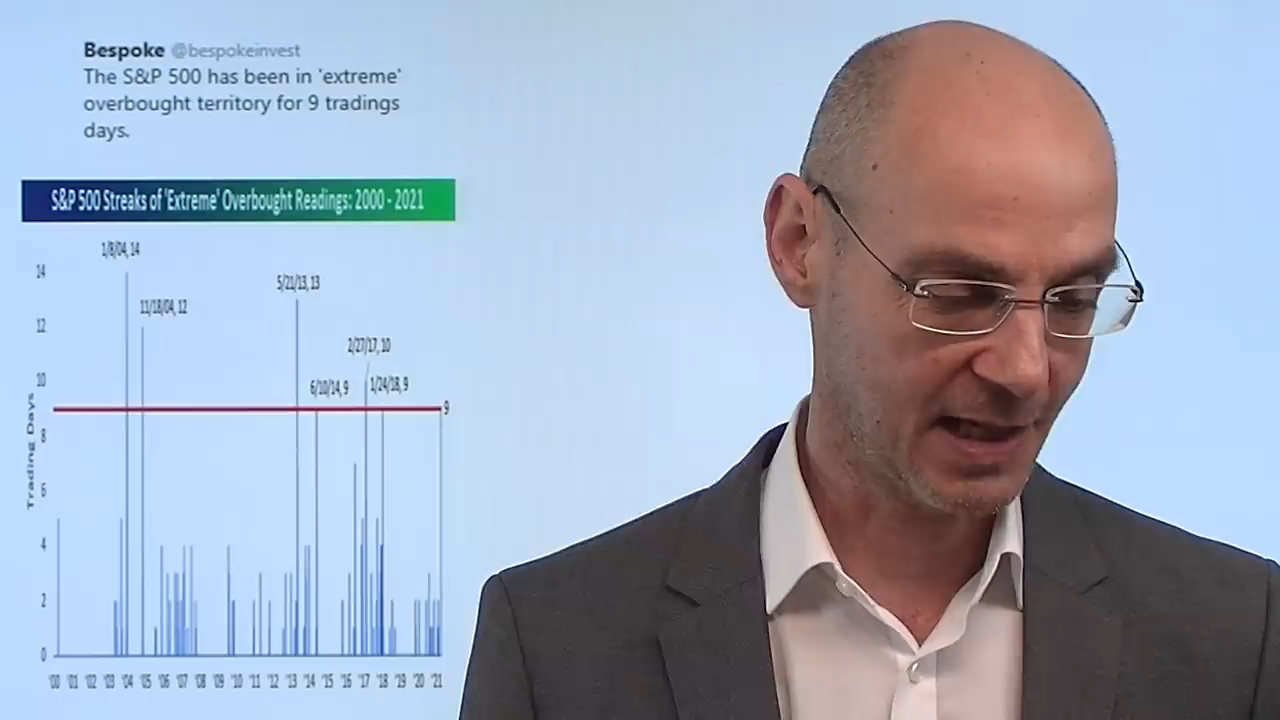 Bespoke @bespokeinvest
The S&P 500 has been in 'extreme'
overbought territory for 9 tradings
days.
S&P 500 Streaks of 'Extreme' Overbought Readings: 2000 - 2021
1/8/04, 14
14
5/21/13, 13
11/18/04, 12
12
2/27/17, 10
10
6/10/14, 9
1/24/18, 9
9
8
Trading Days
6
4
2
0
'00 '01 '02 '03 '04 '05 '06 '07 '08 '09 '10 '11 '12 '13 '14 '15 '16 '17 '18 '19 '20 '21